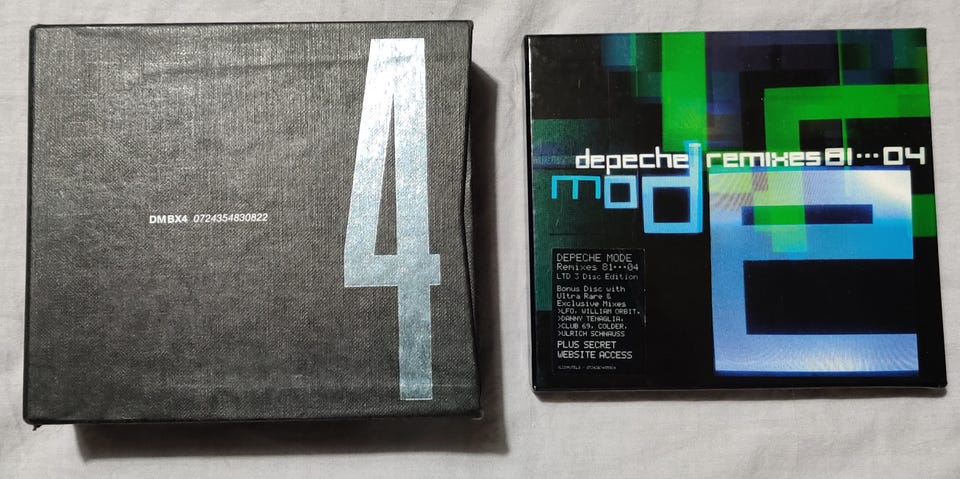 4
DMBX4 0724354830822
depeche mode remixes 81···04
DEPECHE MODE
Remixes 81···04
LTD 3 Disc Edition
Bonus Disc with
Ultra Rare &
Exclusive Mixes
>LFO, WILLIAM ORBIT,
>DANNY TENAGLIA,
>CLUB 69, COLDER,
>ULRICH SCHNAUSS
PLUS SECRET
WEBSITE ACCESS